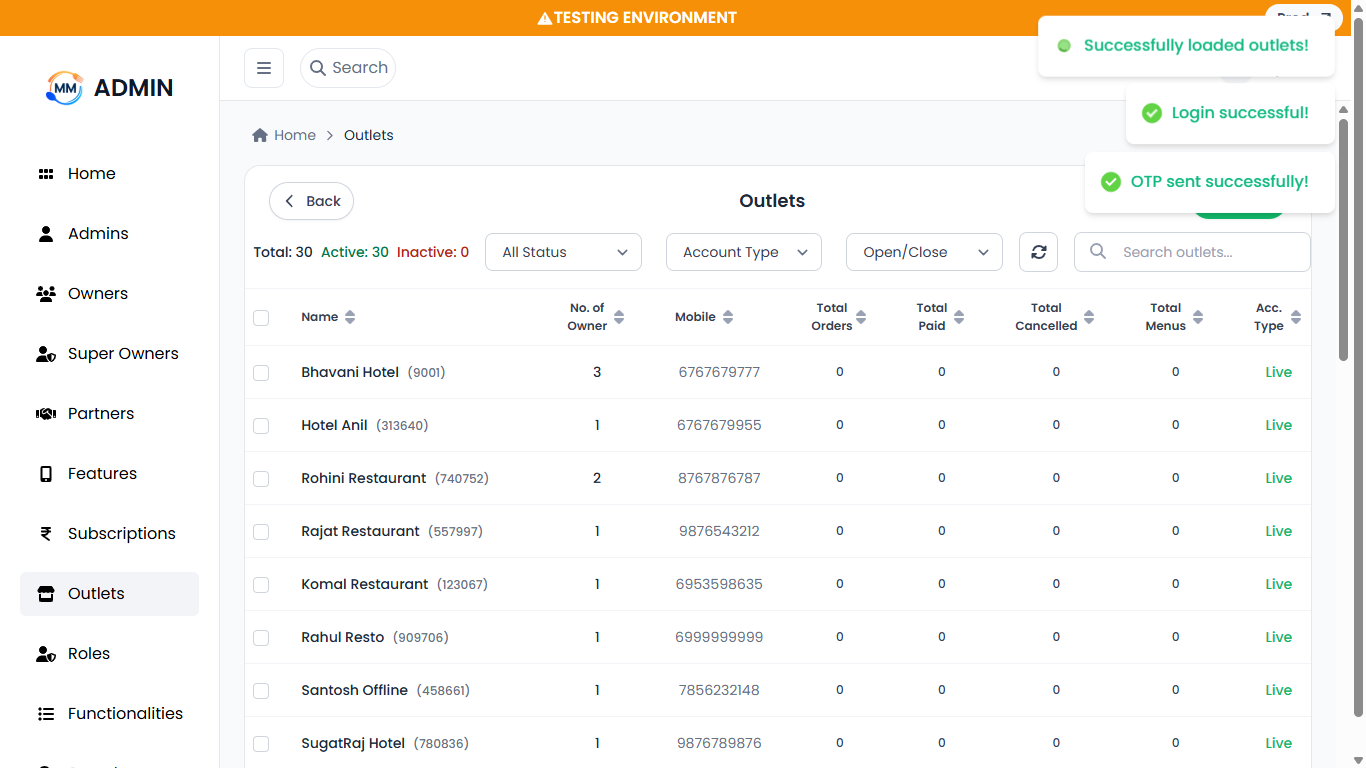 TESTING ENVIRONMENT
Successfully loaded outlets!
MM ADMIN
Search
Login successful!
Home > Outlets
OTP sent successfully!
Back
Outlets
Total: 30 Active: 30 Inactive: 0 All Status Account Type Open/Close Search outlets...
Name No. of Owner Mobile Total Orders Total Paid Total Cancelled Total Menus Acc. Type
Bhavani Hotel (9001) 3 6767679777 0 0 0 0 Live
Hotel Anil (313640) 1 6767679955 0 0 0 0 Live
Rohini Restaurant (740752) 2 8767876787 0 0 0 0 Live
Rajat Restaurant (557997) 1 9876543212 0 0 0 0 Live
Komal Restaurant (123067) 1 6953598635 0 0 0 0 Live
Rahul Resto (909706) 1 6999999999 0 0 0 0 Live
Santosh Offline (458661) 1 7856232148 0 0 0 0 Live
SugatRaj Hotel (780836) 1 9876789876 0 0 0 0 Live
Home
Admins
Owners
Super Owners
Partners
Features
Subscriptions
Outlets
Roles
Functionalities